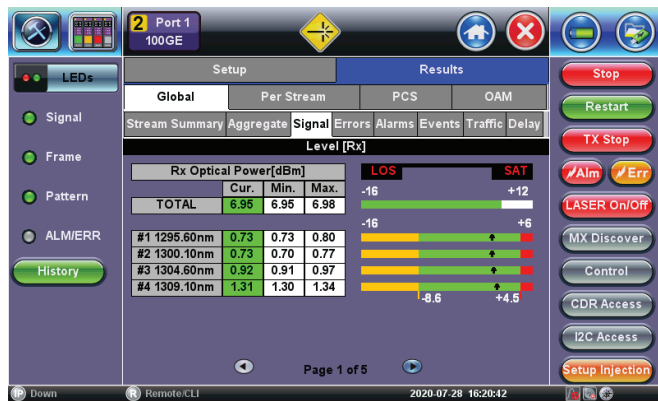 2 Port 1
100GE
LEDs
Signal
Frame
Pattern
ALM/ERR
History
Setup Results
Global Per Stream PCS OAM
Stream Summary Aggregate Signal Errors Alarms Events Traffic Delay
Level [Rx]
Rx Optical Power[dBm]
Cur. Min. Max.
TOTAL 6.95 6.95 6.98
#1 1295.60nm 0.73 0.73 0.80
#2 1300.10nm 0.73 0.70 0.77
#3 1304.60nm 0.92 0.91 0.97
#4 1309.10nm 1.31 1.30 1.34
LOS SAT
-16 +12
-16 +6
-8.6 +4.5
Page 1 of 5
Stop
Restart
TX Stop
Alm Err
LASER On/Off
MX Discover
Control
CDR Access
I2C Access
Setup Injection
IP Down R Remote/CLI 2020-07-28 16:20:42